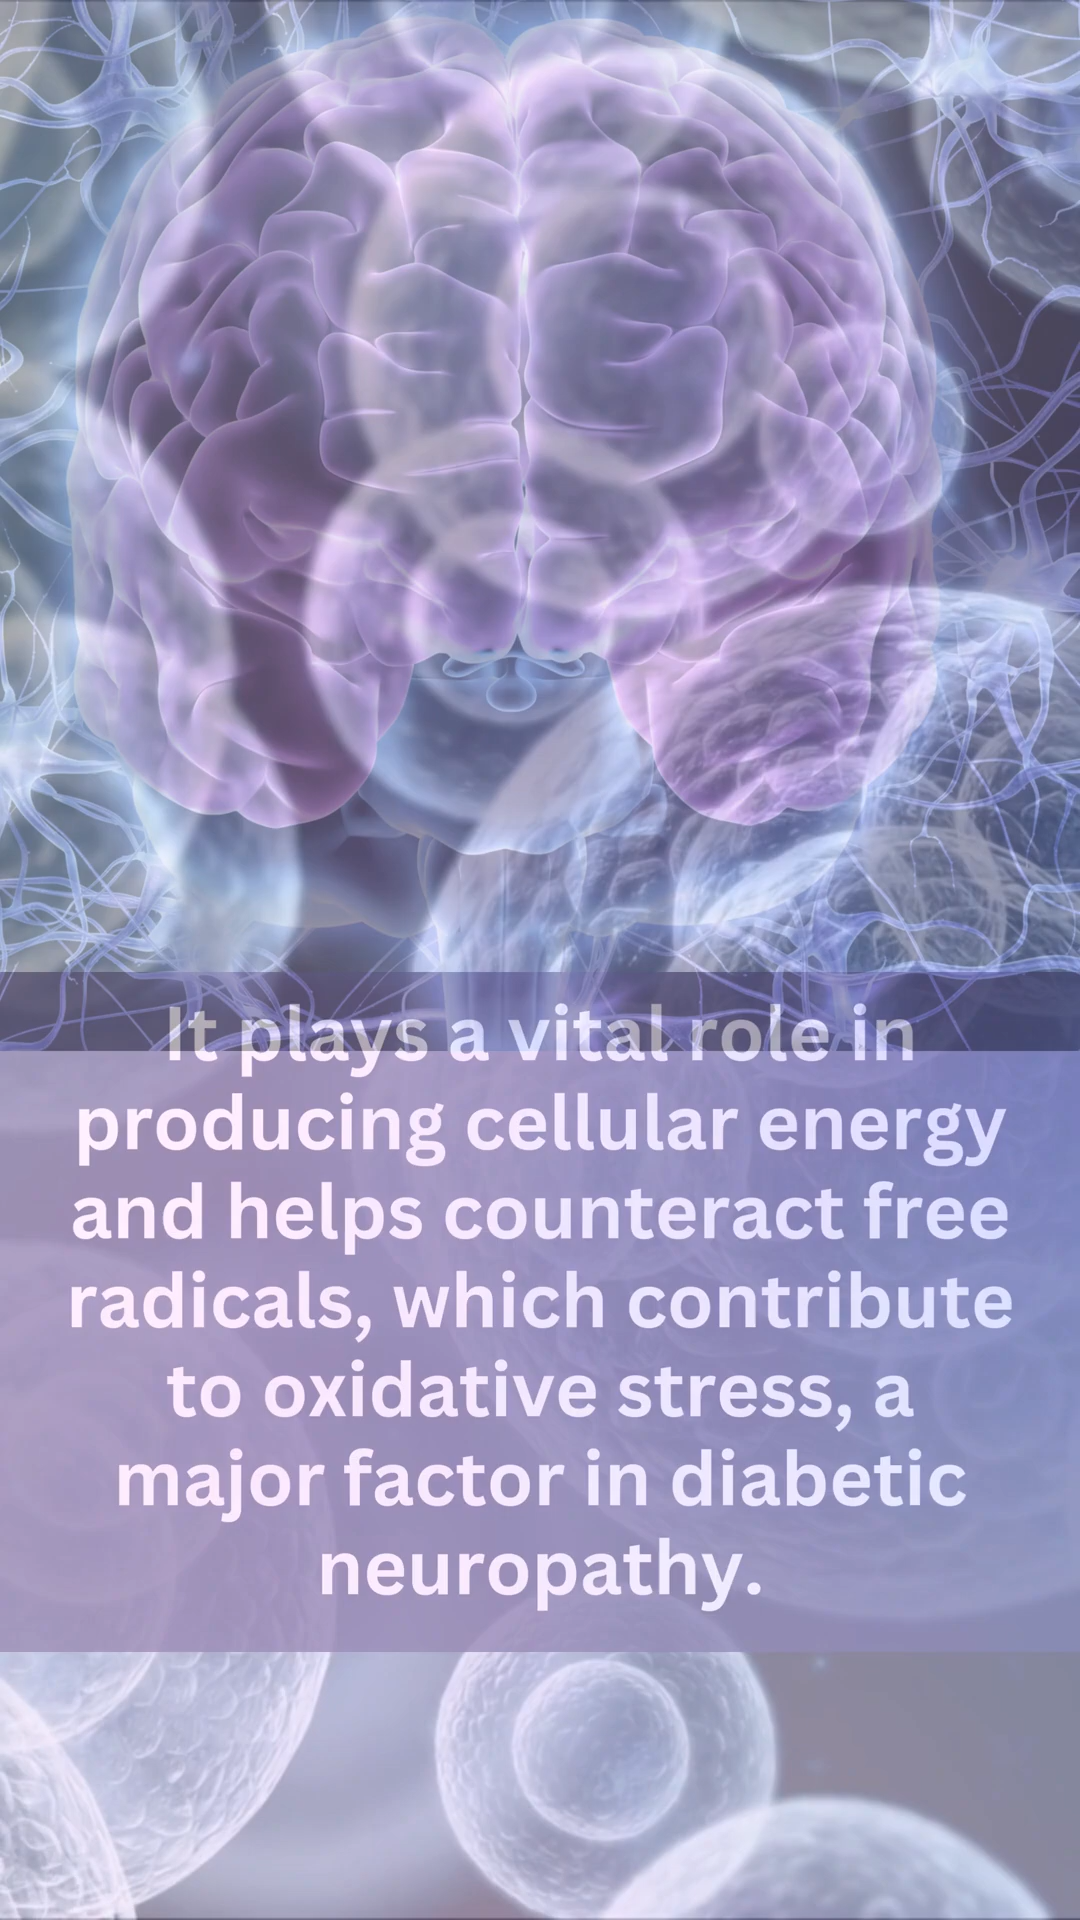 It plays a vital role in
producing cellular energy
and helps counteract free
radicals, which contribute
to oxidative stress, a
major factor in diabetic
neuropathy.